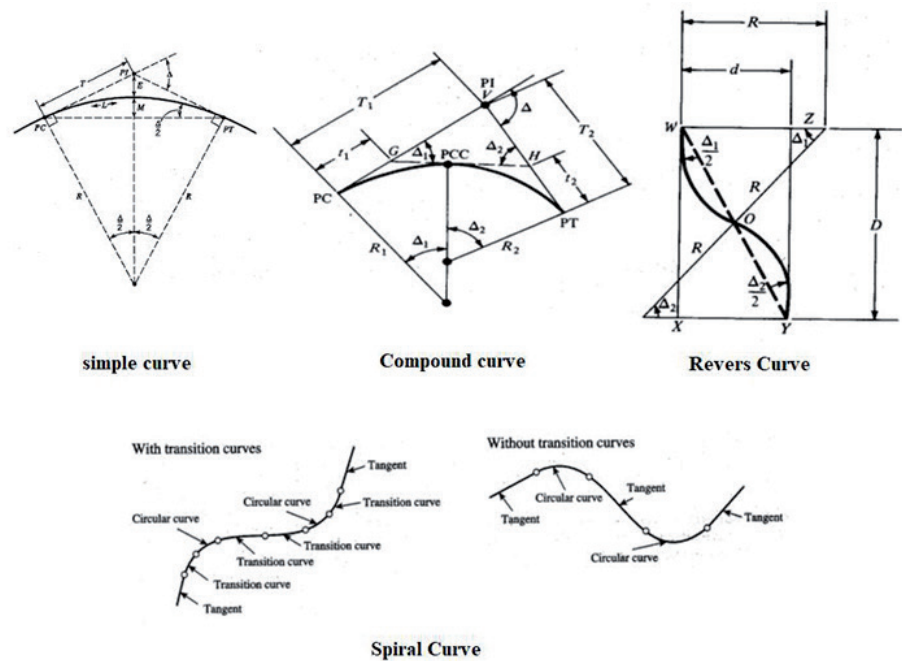 T
PI
E
Δ
L
M
PC
Δ/2
PT
R
R
Δ/2
Δ/2
simple curve
T₁
PI
V
Δ
T₂
t₁
G
Δ₁
PCC
Δ₂
H
t₂
PC
PT
R₁
Δ₁
Δ₂
R₂
Compound curve
R
d
W
Z
Δ₁/2
Δ₁
R
O
D
R
Δ₂/2
Δ₂
X
Y
Revers Curve
With transition curves
Tangent
Circular curve
Transition curve
Circular curve
Transition curve
Transition curve
Transition curve
Tangent
Without transition curves
Circular curve
Tangent
Tangent
Tangent
Circular curve
Spiral Curve